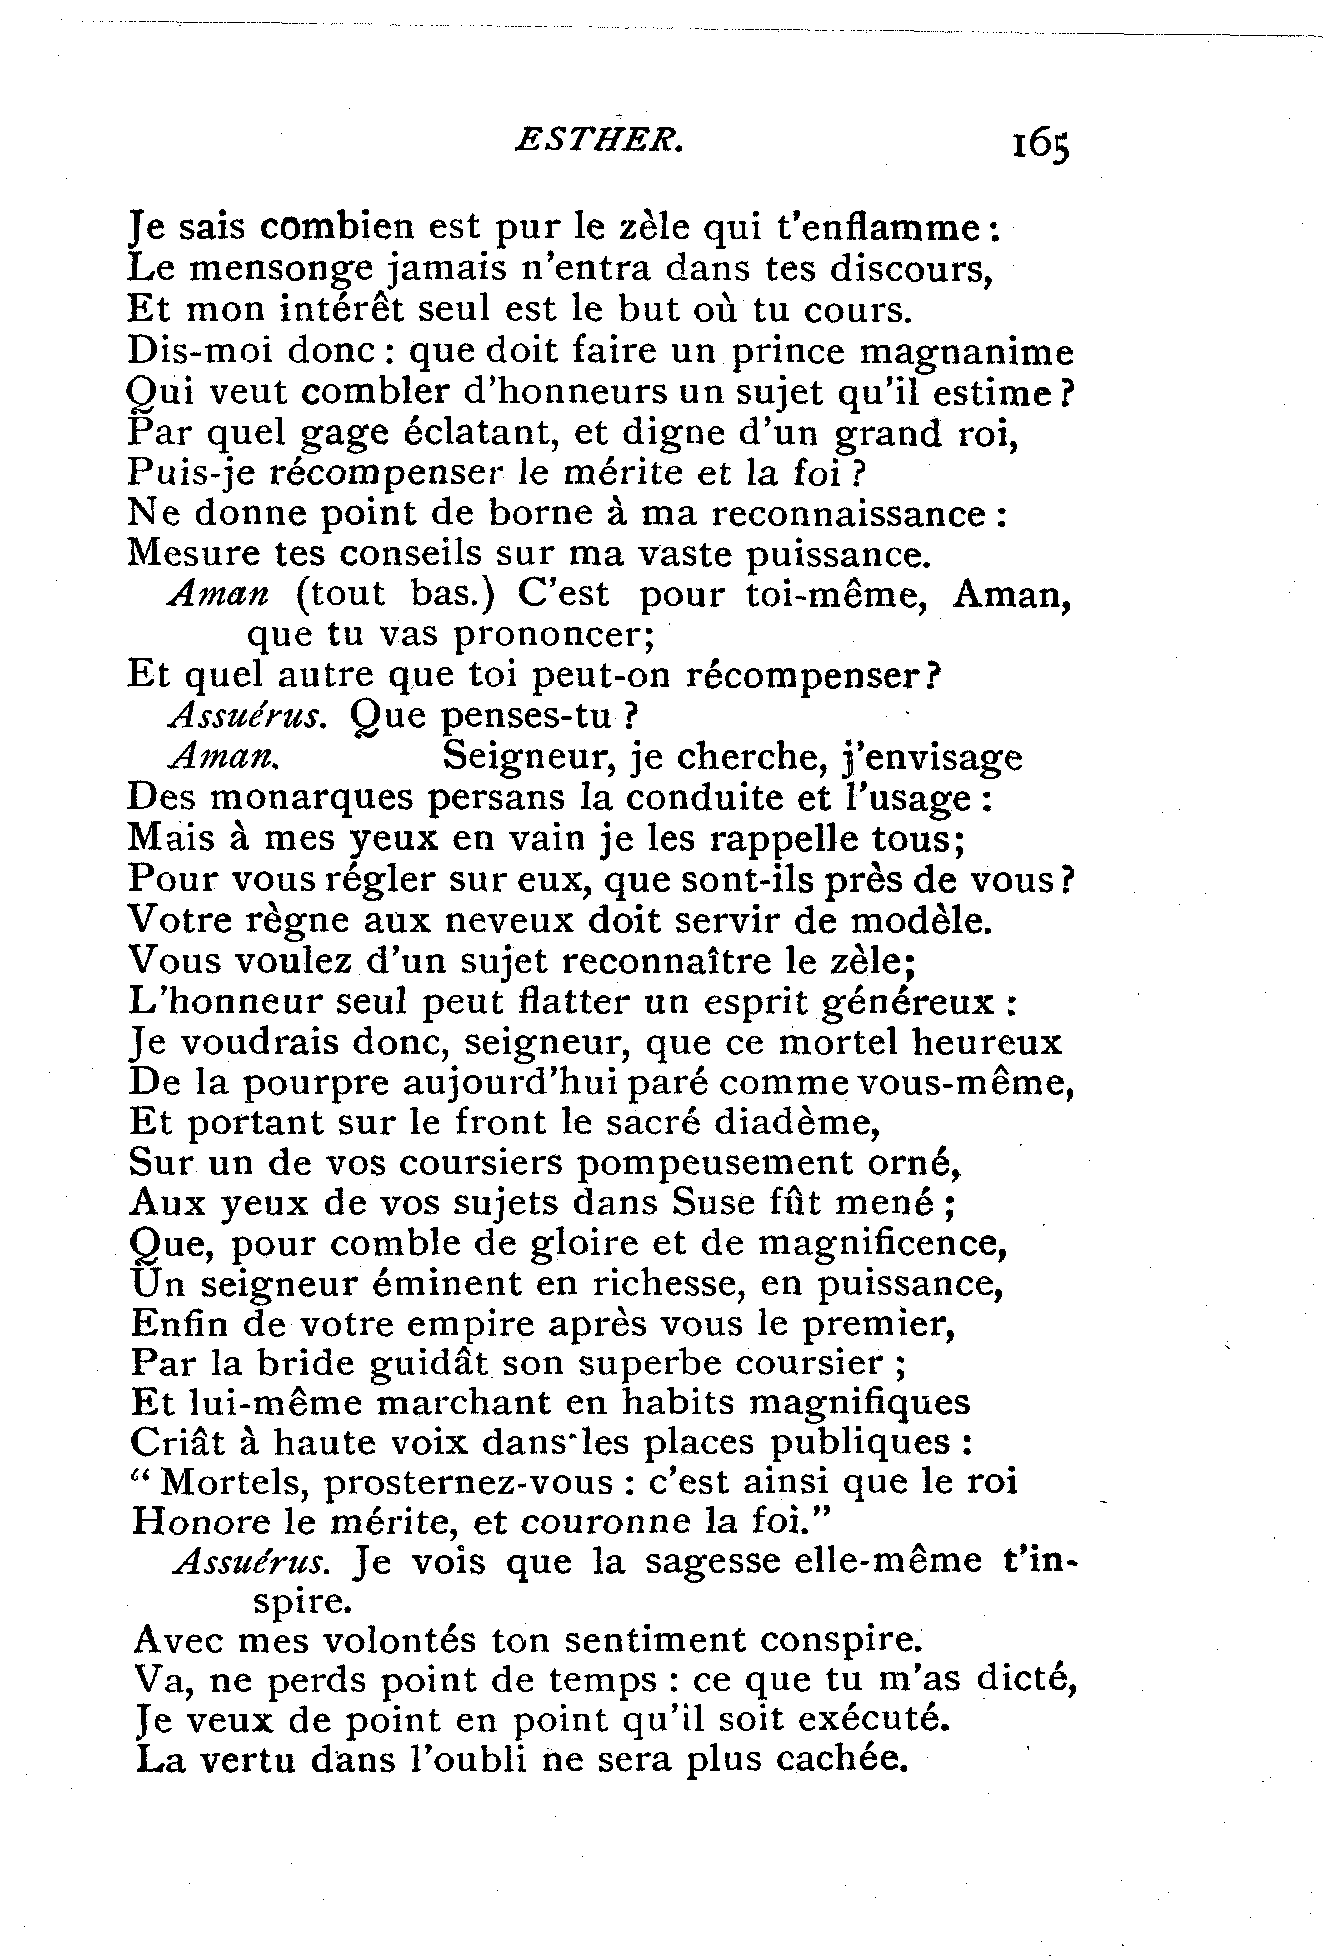 ESTHER. 165
Je sais combien est pur le zèle qui t'enflamme :
Le mensonge jamais n'entra dans tes discours,
Et mon intérêt seul est le but où tu cours.
Dis-moi donc : que doit faire un prince magnanime
Qui veut combler d'honneurs un sujet qu'il estime ?
Par quel gage éclatant, et digne d'un grand roi,
Puis-je récompenser le mérite et la foi ?
Ne donne point de borne à ma reconnaissance :
Mesure tes conseils sur ma vaste puissance.
Aman (tout bas.) C'est pour toi-même, Aman,
que tu vas prononcer;
Et quel autre que toi peut-on récompenser?
Assuérus. Que penses-tu ?
Aman. Seigneur, je cherche, j'envisage
Des monarques persans la conduite et l'usage :
Mais à mes yeux en vain je les rappelle tous;
Pour vous régler sur eux, que sont-ils près de vous?
Votre règne aux neveux doit servir de modèle.
Vous voulez d'un sujet reconnaître le zèle;
L'honneur seul peut flatter un esprit généreux :
Je voudrais donc, seigneur, que ce mortel heureux
De la pourpre aujourd'hui paré comme vous-même,
Et portant sur le front le sacré diadème,
Sur un de vos coursiers pompeusement orné,
Aux yeux de vos sujets dans Suse fût mené ;
Que, pour comble de gloire et de magnificence,
Un seigneur éminent en richesse, en puissance,
Enfin de votre empire après vous le premier,
Par la bride guidât son superbe coursier ;
Et lui-même marchant en habits magnifiques
Criât à haute voix dans les places publiques :
“ Mortels, prosternez-vous : c'est ainsi que le roi
Honore le mérite, et couronne la foi.”
Assuérus. Je vois que la sagesse elle-même t'in-
spire.
Avec mes volontés ton sentiment conspire.
Va, ne perds point de temps : ce que tu m'as dicté,
Je veux de point en point qu'il soit exécuté.
La vertu dans l'oubli ne sera plus cachée.